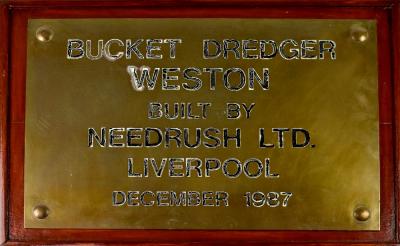 BUCKET DREDGER
WESTON
BUILT BY
NEEDRUSH LTD.
LIVERPOOL
DECEMBER 1987